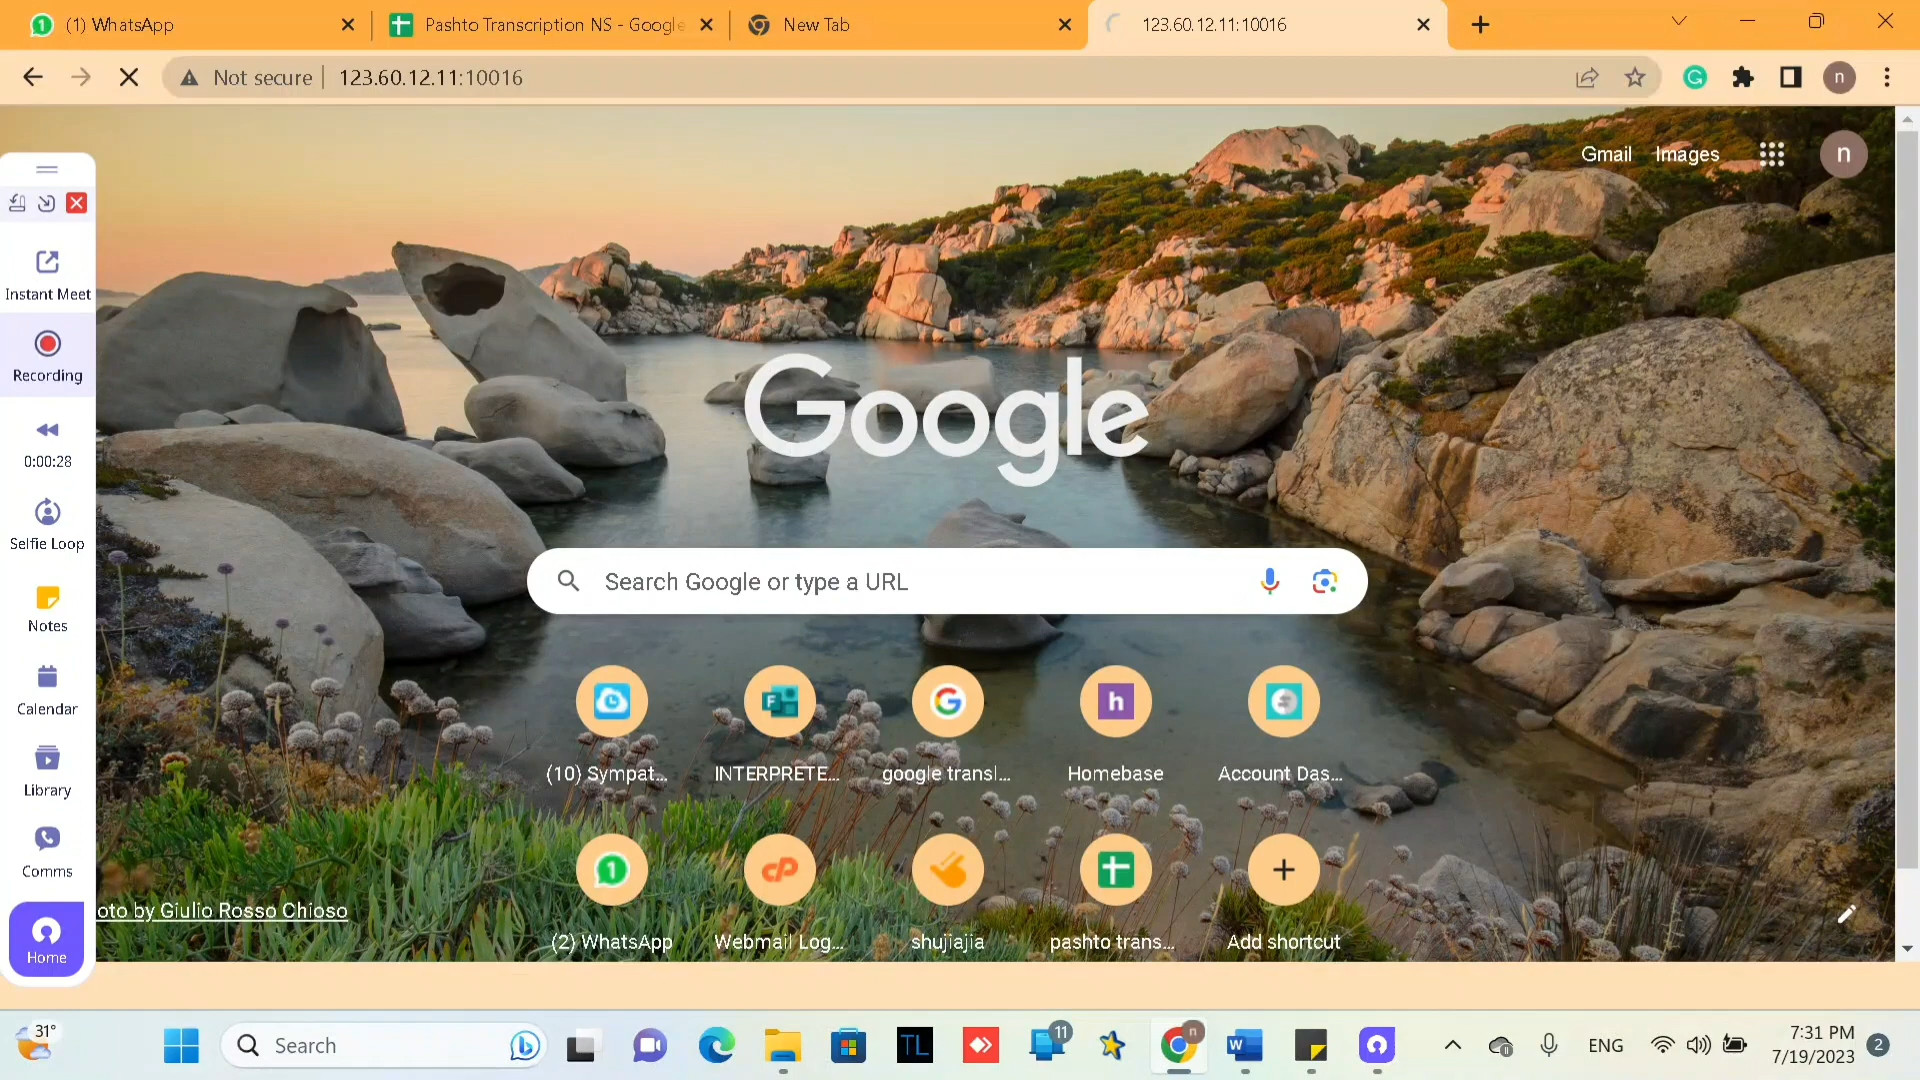 (1) WhatsApp
Pashto Transcription NS - Google
New Tab
123.60.12.11:10016
Not secure
123.60.12.11:10016
n
Gmail
Images
n
Instant Meet
Recording
0:00:28
Selfie Loop
Notes
Calendar
Library
Comms
Home
Google
Search Google or type a URL
(10) Sympat...
INTERPRETE...
google transl...
Homebase
Account Das...
(2) WhatsApp
Webmail Log...
shujiajia
pashto trans...
Add shortcut
oto by Giulio Rosso Chioso
31°
Search
TL
11
n
W
ENG
7:31 PM
7/19/2023
2